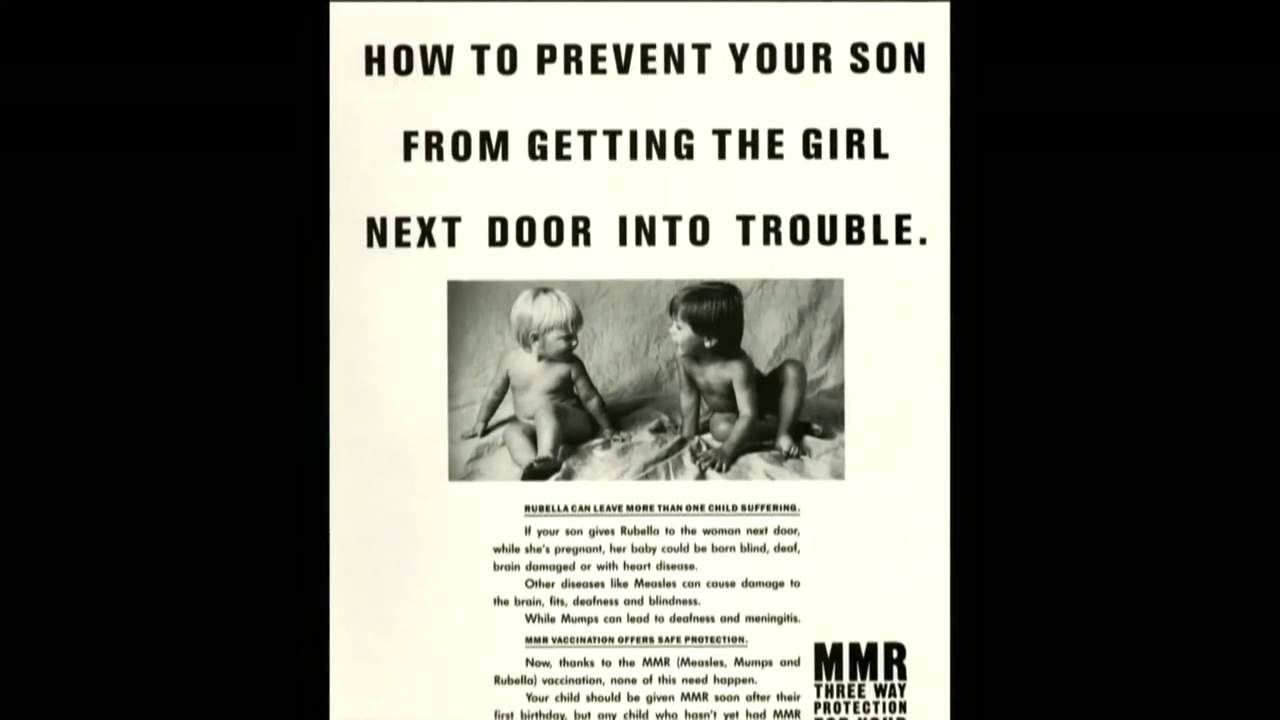 HOW TO PREVENT YOUR SON
FROM GETTING THE GIRL
NEXT DOOR INTO TROUBLE.
RUBELLA CAN LEAVE MORE THAN ONE CHILD SUFFERING.
If your son gives Rubella to the woman next door,
while she's pregnant, her baby could be born blind, deaf,
brain damaged or with heart disease.
Other diseases like Measles can cause damage to
the brain, fits, deafness and blindness.
While Mumps can lead to deafness and meningitis.
MMR VACCINATION OFFERS SAFE PROTECTION.
Now, thanks to the MMR (Measles, Mumps and
Rubella) vaccination, none of this need happen.
Your child should be given MMR soon after their
first birthday, but any child who hasn't yet had MMR
MMR
THREE WAY
PROTECTION